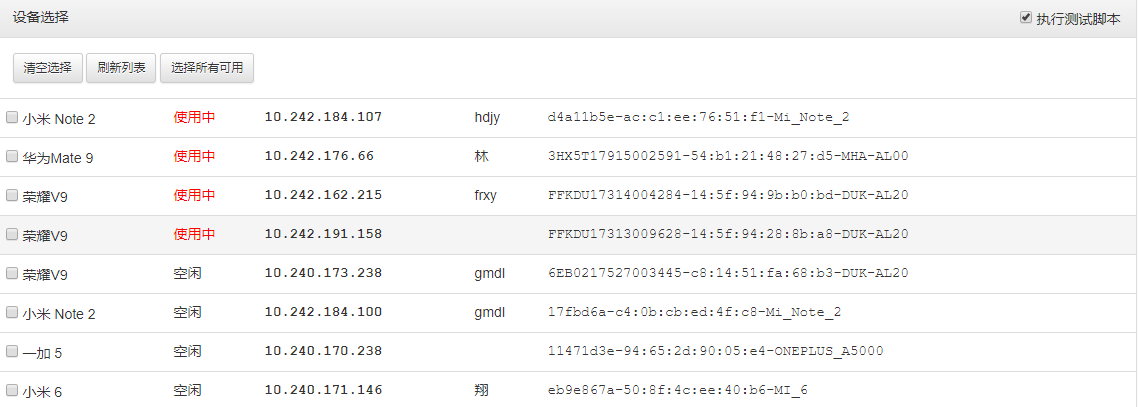 设备选择 执行测试脚本
清空选择 刷新列表 选择所有可用
小米 Note 2 使用中 10.242.184.107 hdjy d4a11b5e-ac:c1:ee:76:51:f1-Mi_Note_2
华为Mate 9 使用中 10.242.176.66 林 3HX5T17915002591-54:b1:21:48:27:d5-MHA-AL00
荣耀V9 使用中 10.242.162.215 frxy FFKDU17314004284-14:5f:94:9b:b0:bd-DUK-AL20
荣耀V9 使用中 10.242.191.158 FFKDU17313009628-14:5f:94:28:8b:a8-DUK-AL20
荣耀V9 空闲 10.240.173.238 gmdl 6EB0217527003445-c8:14:51:fa:68:b3-DUK-AL20
小米 Note 2 空闲 10.242.184.100 gmdl 17fbd6a-c4:0b:cb:ed:4f:c8-Mi_Note_2
一加 5 空闲 10.240.170.238 11471d3e-94:65:2d:90:05:e4-ONEPLUS_A5000
小米 6 空闲 10.240.171.146 翔 eb9e867a-50:8f:4c:ee:40:b6-MI_6